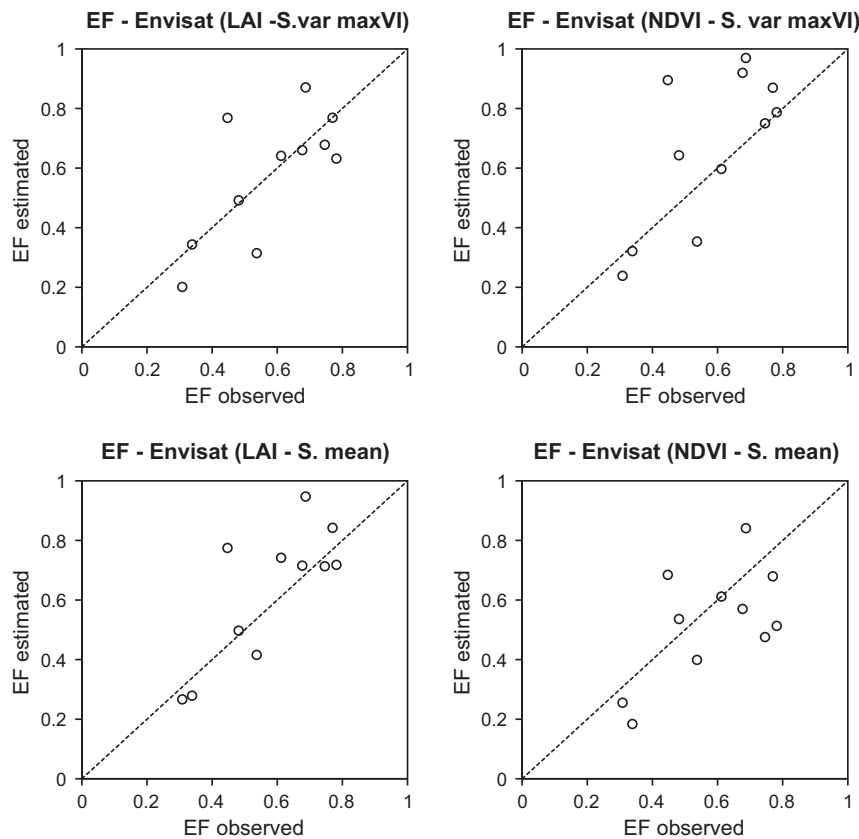 EF - Envisat (LAI -S.var maxVI)
1
0.8
0.6
0.4
0.2
0
EF estimated
0 0.2 0.4 0.6 0.8 1
EF observed
EF - Envisat (NDVI - S. var maxVI)
1
0.8
0.6
0.4
0.2
0
EF estimated
0 0.2 0.4 0.6 0.8 1
EF observed
EF - Envisat (LAI - S. mean)
1
0.8
0.6
0.4
0.2
0
EF estimated
0 0.2 0.4 0.6 0.8 1
EF observed
EF - Envisat (NDVI - S. mean)
1
0.8
0.6
0.4
0.2
0
EF estimated
0 0.2 0.4 0.6 0.8 1
EF observed